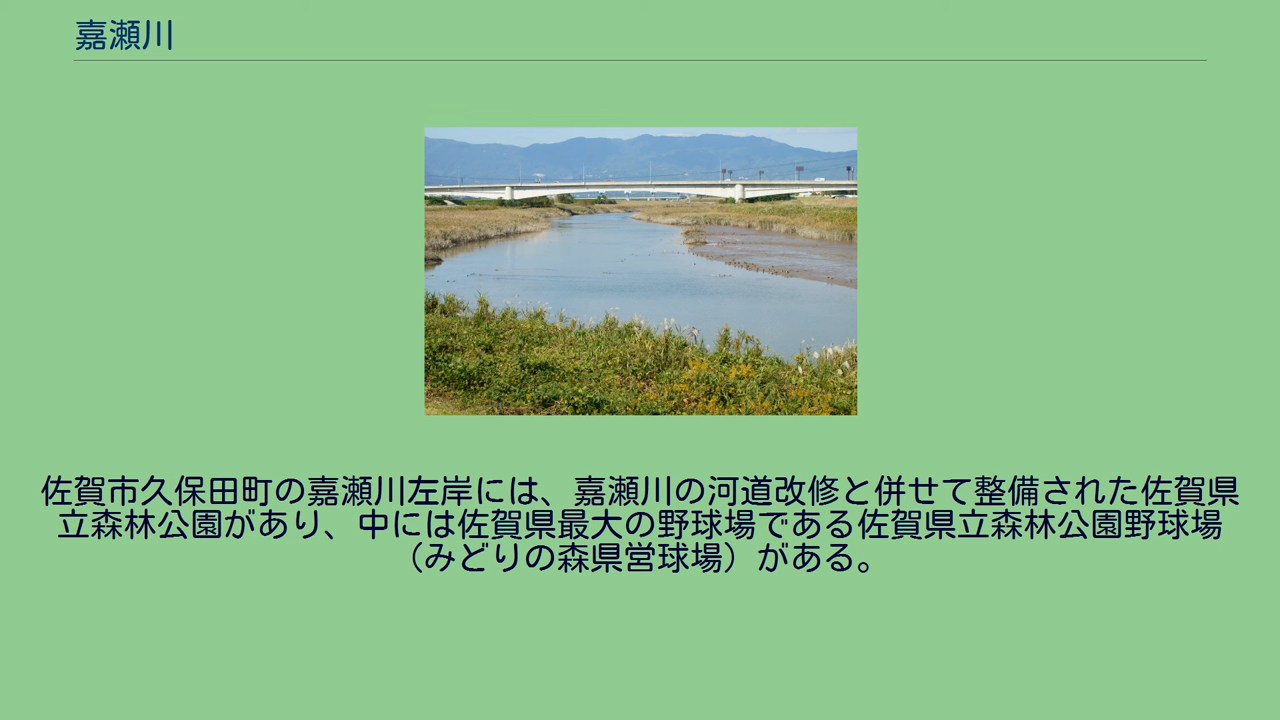 嘉瀬川
佐賀市久保田町の嘉瀬川左岸には、嘉瀬川の河道改修と併せて整備された佐賀県
立森林公園があり、中には佐賀県最大の野球場である佐賀県立森林公園野球場
（みどりの森県営球場）がある。